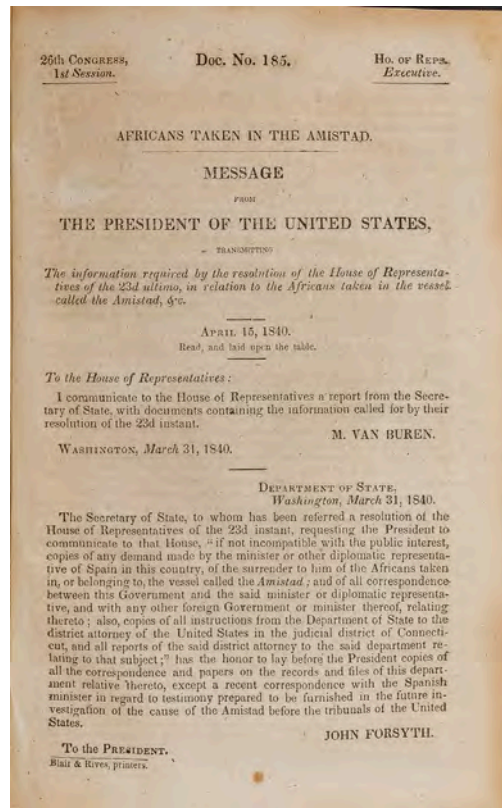 26th Congress, Doc. No. 185. Ho. of Reps.
1st Session. Executive.
AFRICANS TAKEN IN THE AMISTAD.
MESSAGE
FROM
THE PRESIDENT OF THE UNITED STATES,
TRANSMITTING
The information required by the resolution of the House of Representa-
tives of the 23d ultimo, in relation to the Africans taken in the vessel
called the Amistad, &c.
April 15, 1840.
Read, and laid upon the table.
To the House of Representatives :
I communicate to the House of Representatives a report from the Secre-
tary of State, with documents containing the information called for by their
resolution of the 23d instant.
M. VAN BUREN.
Washington, March 31, 1840.
Department of State,
Washington, March 31, 1840.
The Secretary of State, to whom has been referred a resolution of the
House of Representatives of the 23d instant, requesting the President to
communicate to that House, "if not incompatible with the public interest,
copies of any demand made by the minister or other diplomatic representa-
tive of Spain in this country, of the surrender to him of the Africans taken
in, or belonging to, the vessel called the Amistad ; and of all correspondence
between this Government and the said minister or diplomatic representa-
tive, and with any other foreign Government or minister thereof, relating
thereto ; also, copies of all instructions from the Department of State to the
district attorney of the United States in the judicial district of Connecti-
cut, and all reports of the said district attorney to the said department re-
lating to that subject ;" has the honor to lay before the President copies of
all the correspondence and papers on the records and files of this depart-
ment relative thereto, except a recent correspondence with the Spanish
minister in regard to testimony prepared to be furnished in the future in-
vestigation of the cause of the Amistad before the tribunals of the United
States.
JOHN FORSYTH.
To the President.
Blair & Rives, printers.